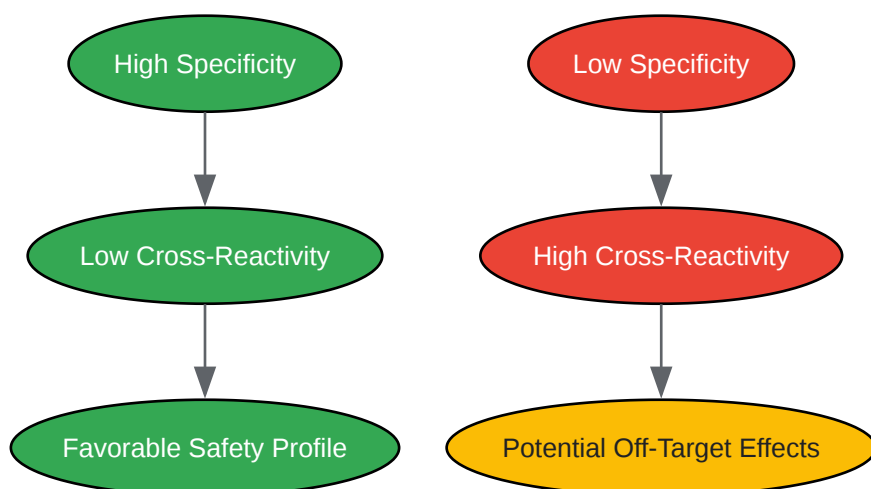 High Specificity
Low Specificity
Low Cross-Reactivity
High Cross-Reactivity
Favorable Safety Profile
Potential Off-Target Effects